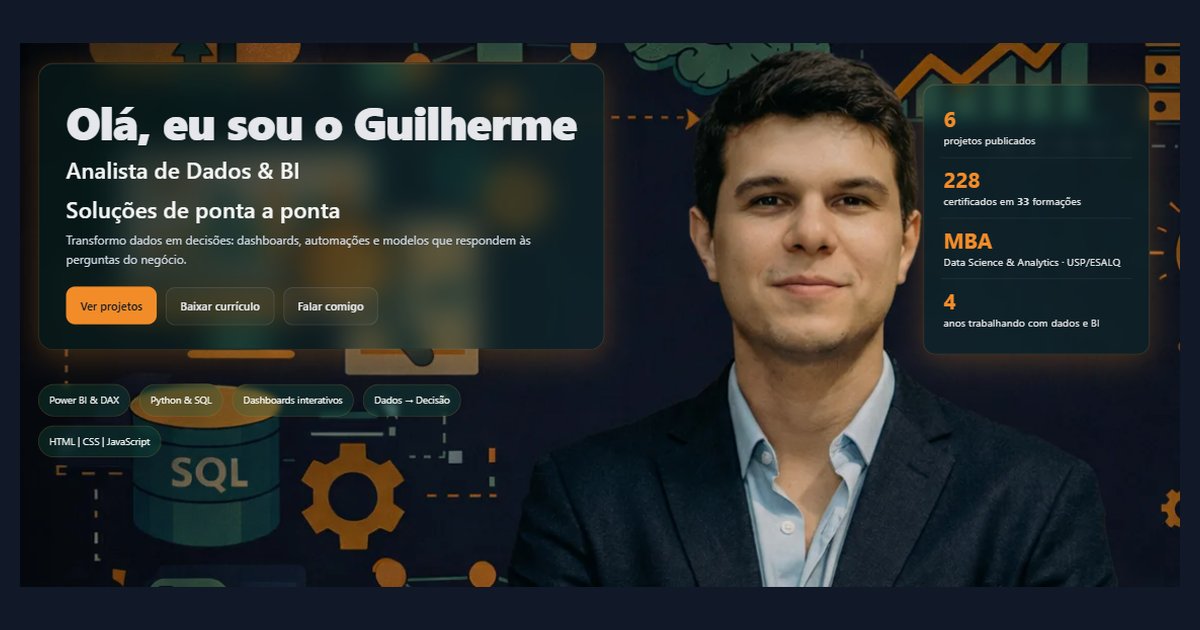 Olá, eu sou o Guilherme
Analista de Dados & BI
Soluções de ponta a ponta
Transformo dados em decisões: dashboards, automações e modelos que respondem às
perguntas do negócio.
Ver projetos
Baixar currículo
Falar comigo
Power BI & DAX
Python & SQL
Dashboards interativos
Dados → Decisão
HTML | CSS | JavaScript
SQL
6
projetos publicados
228
certificados em 33 formações
MBA
Data Science & Analytics · USP/ESALQ
4
anos trabalhando com dados e BI